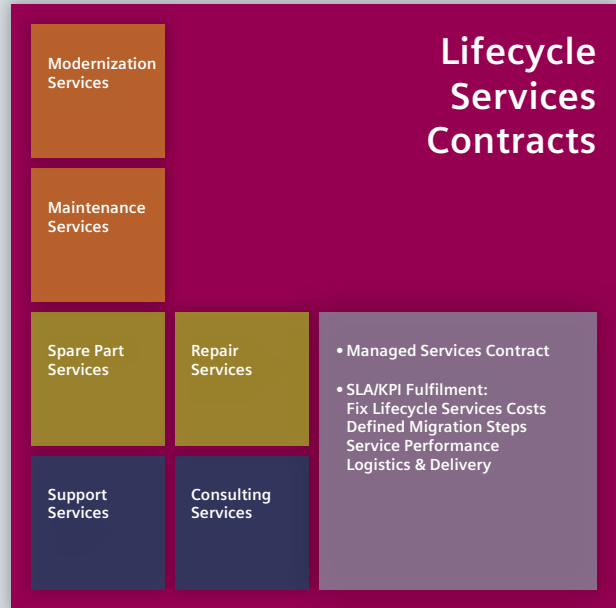 Lifecycle
Services
Contracts
Modernization
Services
Maintenance
Services
Spare Part
Services
Repair
Services
• Managed Services Contract
• SLA/KPI Fulfilment:
Fix Lifecycle Services Costs
Defined Migration Steps
Service Performance
Logistics & Delivery
Support
Services
Consulting
Services